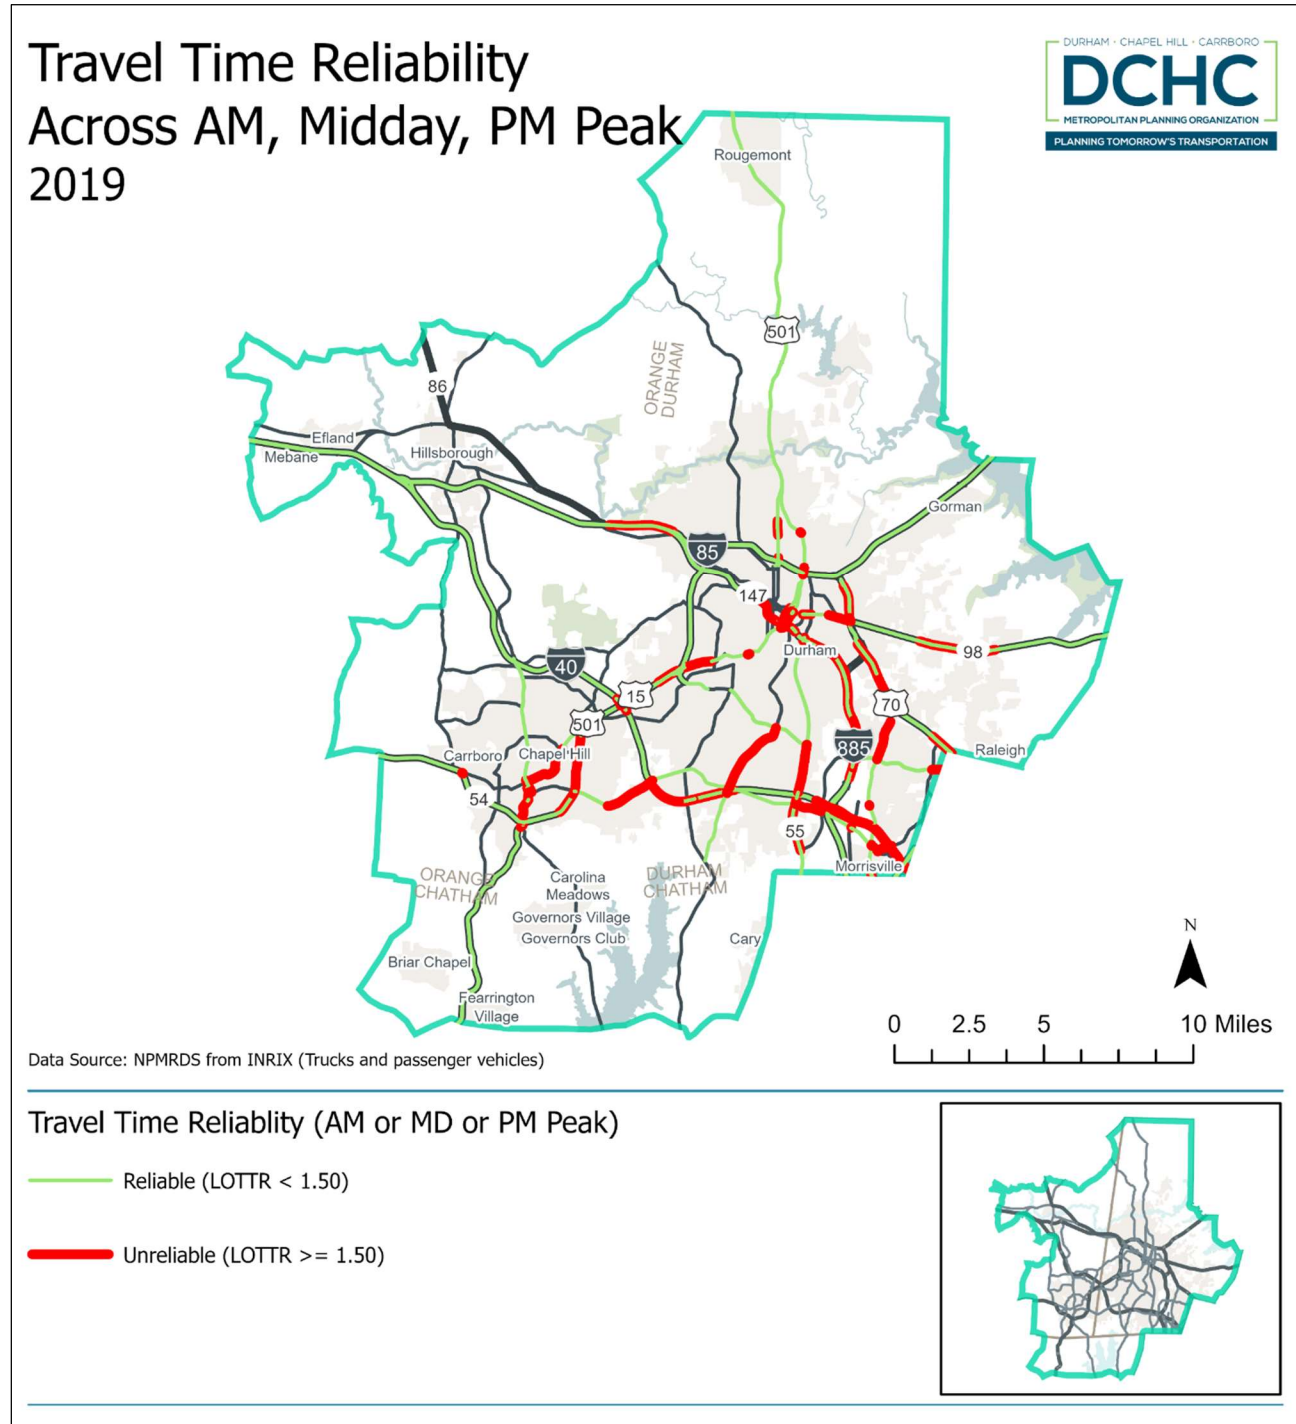 Travel Time Reliability
Across AM, Midday, PM Peak
2019
DURHAM · CHAPEL HILL · CARRBORO
DCHC
METROPOLITAN PLANNING ORGANIZATION
PLANNING TOMORROW'S TRANSPORTATION
Rougemont
501
ORANGE
DURHAM
86
Efland
Mebane
Hillsborough
Gorman
85
147
Durham
98
40
15
70
501
885
Raleigh
Carrboro
Chapel Hill
54
55
Morrisville
ORANGE
CHATHAM
DURHAM
CHATHAM
Carolina
Meadows
Governors Village
Governors Club
Cary
Briar Chapel
Fearrington
Village
N
0 2.5 5 10 Miles
Data Source: NPMRDS from INRIX (Trucks and passenger vehicles)
Travel Time Reliablity (AM or MD or PM Peak)
Reliable (LOTTR < 1.50)
Unreliable (LOTTR >= 1.50)